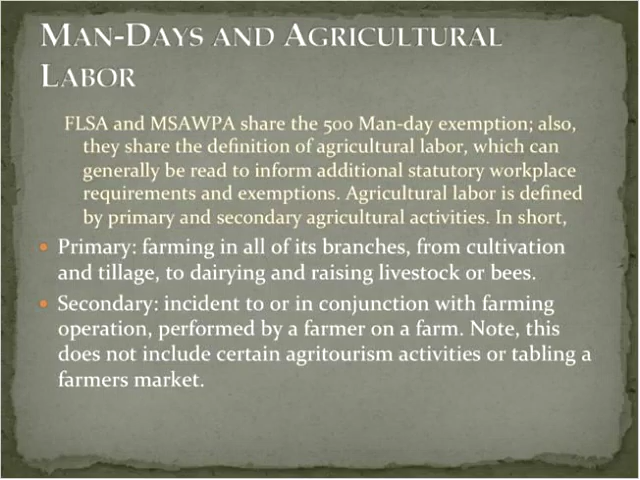 MAN-DAYS AND AGRICULTURAL
LABOR
FLSA and MSAWPA share the 500 Man-day exemption; also,
they share the definition of agricultural labor, which can
generally be read to inform additional statutory workplace
requirements and exemptions. Agricultural labor is defined
by primary and secondary agricultural activities. In short,
• Primary: farming in all of its branches, from cultivation
and tillage, to dairying and raising livestock or bees.
• Secondary: incident to or in conjunction with farming
operation, performed by a farmer on a farm. Note, this
does not include certain agritourism activities or tabling a
farmers market.